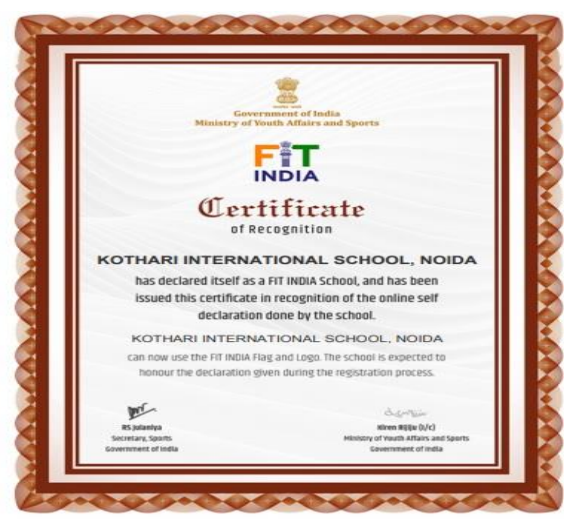 Government of India
Ministry of Youth Affairs and Sports
FiT
INDIA
Certificate
of Recognition
KOTHARI INTERNATIONAL SCHOOL, NOIDA
has declared itself as a FIT INDIA School, and has been
issued this certificate in recognition of the online self
declaration done by the school.
KOTHARI INTERNATIONAL SCHOOL, NOIDA
can now use the FIT INDIA Flag and Logo. The school is expected to
honour the declaration given during the registration process.
RS Julaniya
Secretary, Sports
Government of India
Kiren Rijiju (I/c)
Ministry of Youth Affairs and Sports
Government of India